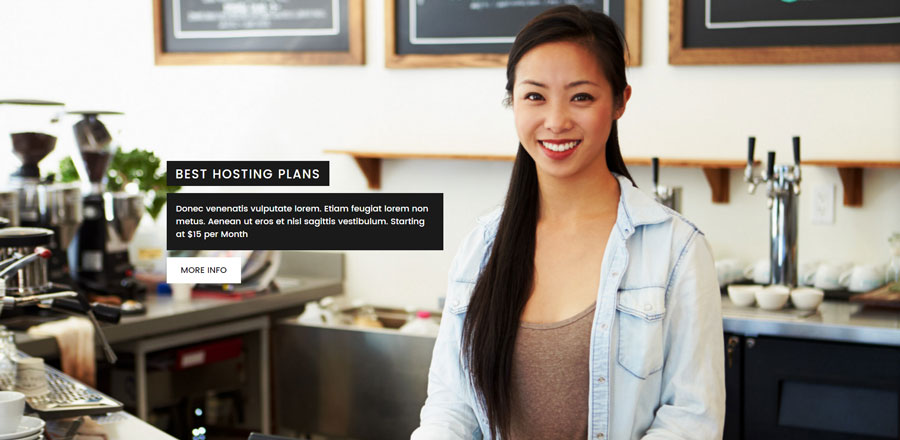 BEST HOSTING PLANS
Donec venenatis vulputate lorem. Etiam feugiat lorem non
metus. Aenean ut eros et nisl sagittis vestibulum. Starting
at $15 per Month
MORE INFO